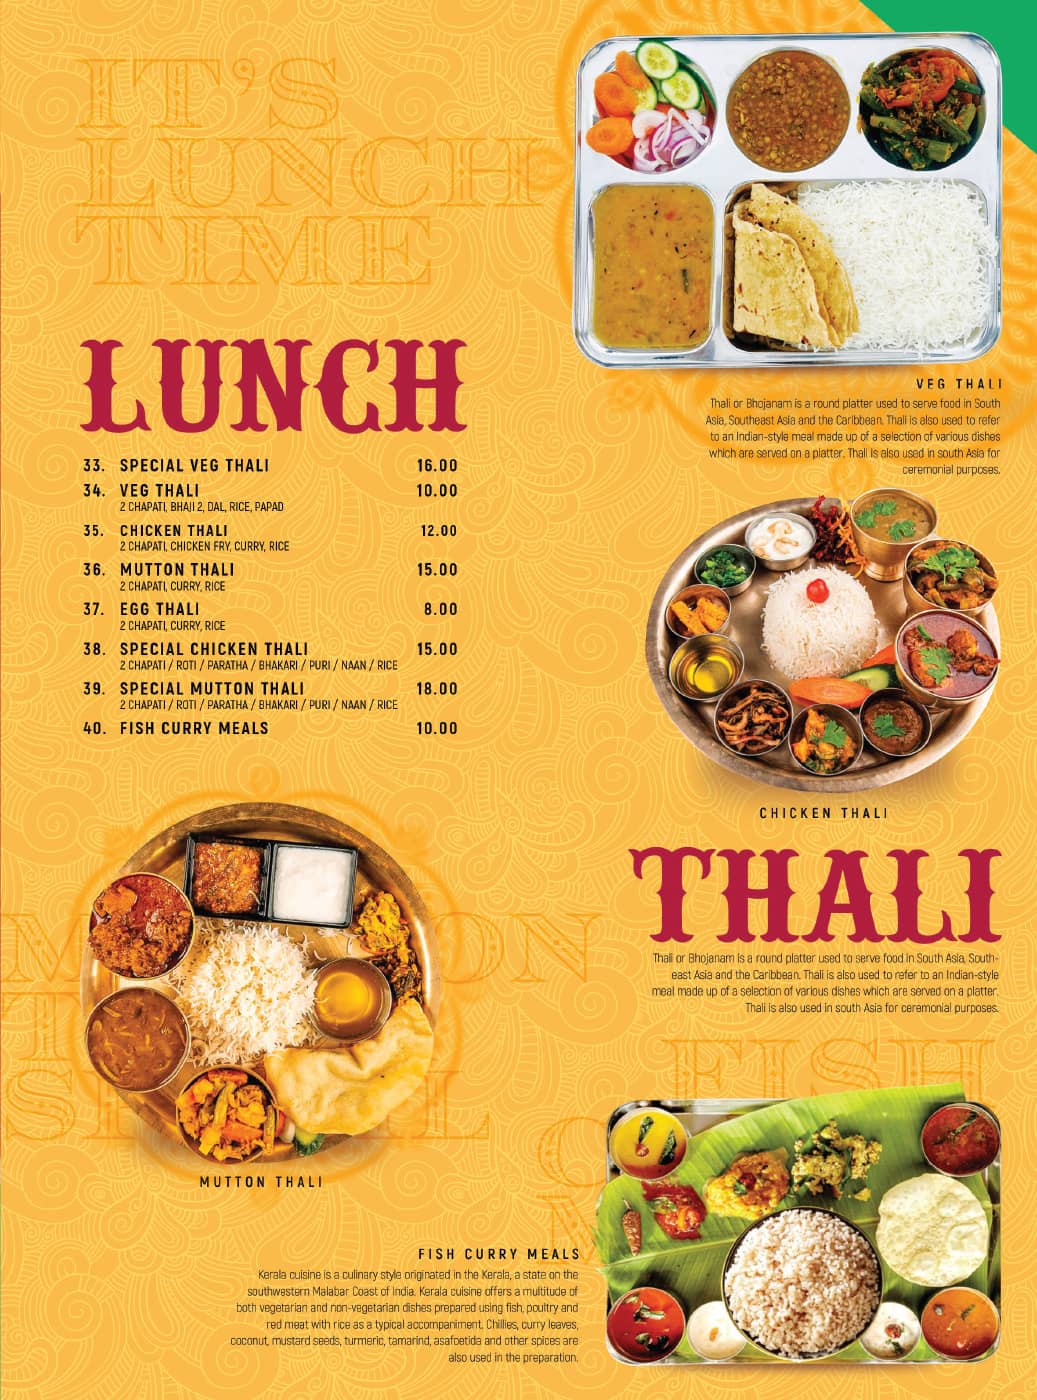 IT'S
LUNCH
TIME
LUNCH
33. SPECIAL VEG THALI 16.00
34. VEG THALI 10.00
2 CHAPATI, BHAJI 2, DAL, RICE, PAPAD
35. CHICKEN THALI 12.00
2 CHAPATI, CHICKEN FRY, CURRY, RICE
36. MUTTON THALI 15.00
2 CHAPATI, CURRY, RICE
37. EGG THALI 8.00
2 CHAPATI, CURRY, RICE
38. SPECIAL CHICKEN THALI 15.00
2 CHAPATI / ROTI / PARATHA / BHAKARI / PURI / NAAN / RICE
39. SPECIAL MUTTON THALI 18.00
2 CHAPATI / ROTI / PARATHA / BHAKARI / PURI / NAAN / RICE
40. FISH CURRY MEALS 10.00
VEG THALI
Thali or Bhojanam is a round platter used to serve food in South
Asia, Southeast Asia and the Caribbean. Thali is also used to refer
to an Indian-style meal made up of a selection of various dishes
which are served on a platter. Thali is also used in south Asia for
ceremonial purposes.
CHICKEN THALI
THALI
Thali or Bhojanam is a round platter used to serve food in South Asia, South-
east Asia and the Caribbean. Thali is also used to refer to an Indian-style
meal made up of a selection of various dishes which are served on a platter.
Thali is also used in south Asia for ceremonial purposes.
MUTTON THALI
FISH
FISH CURRY MEALS
Kerala cuisine is a culinary style originated in the Kerala, a state on the
southwestern Malabar Coast of India. Kerala cuisine offers a multitude of
both vegetarian and non-vegetarian dishes prepared using fish, poultry and
red meat with rice as a typical accompaniment. Chillies, curry leaves,
coconut, mustard seeds, turmeric, tamarind, asafoetida and other spices are
also used in the preparation.